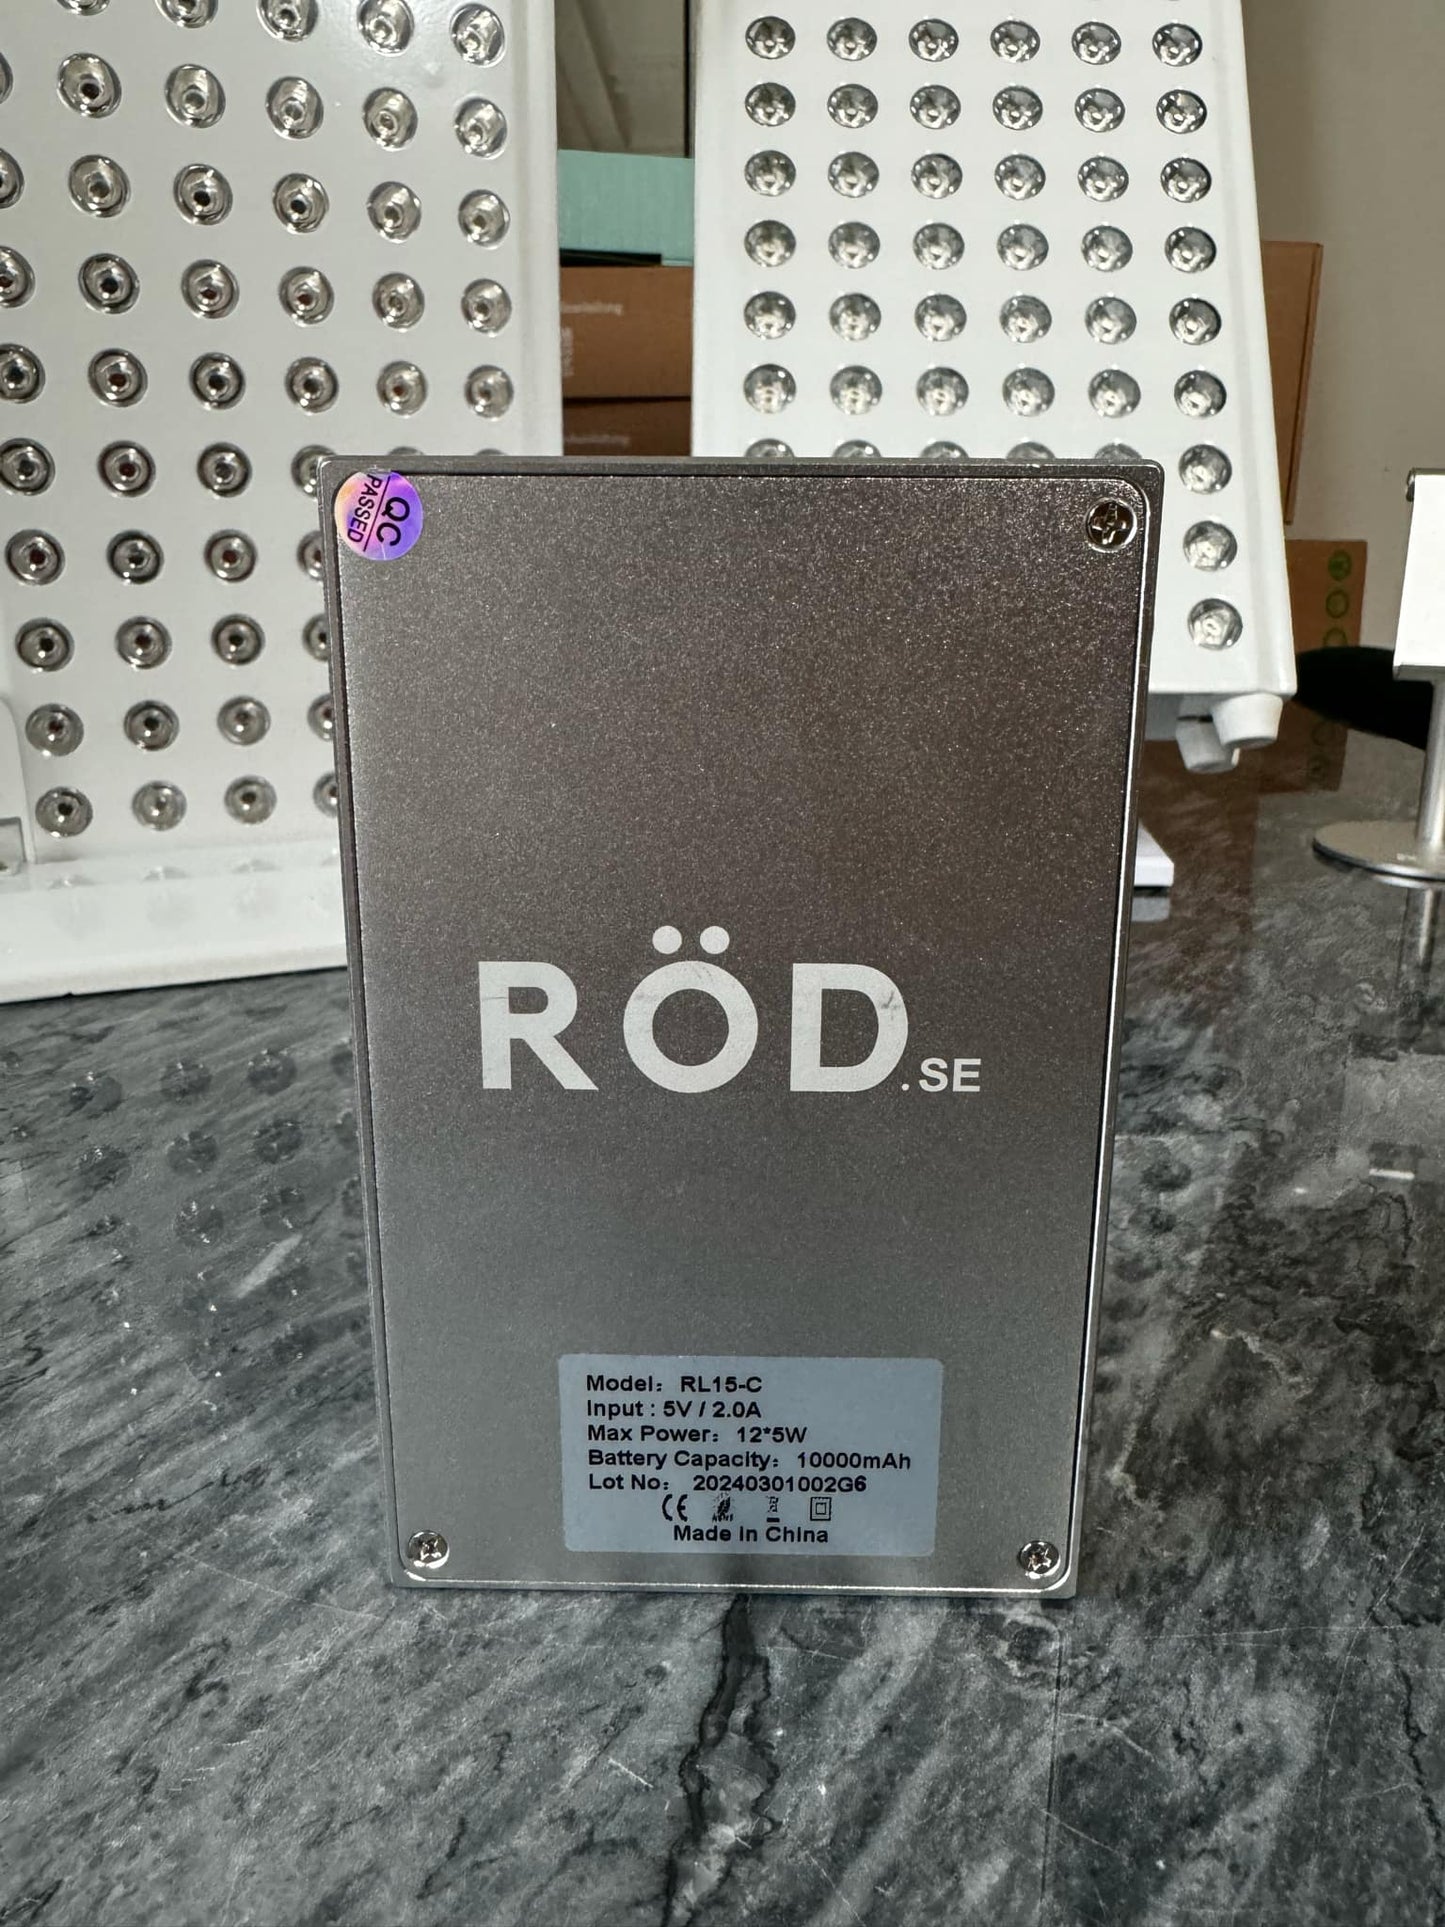 QC
PASSED
RÖD.SE
Model: RL15-C
Input : 5V / 2.0A
Max Power: 12*5W
Battery Capacity: 10000mAh
Lot No: 20240301002G6
CE
Made in China